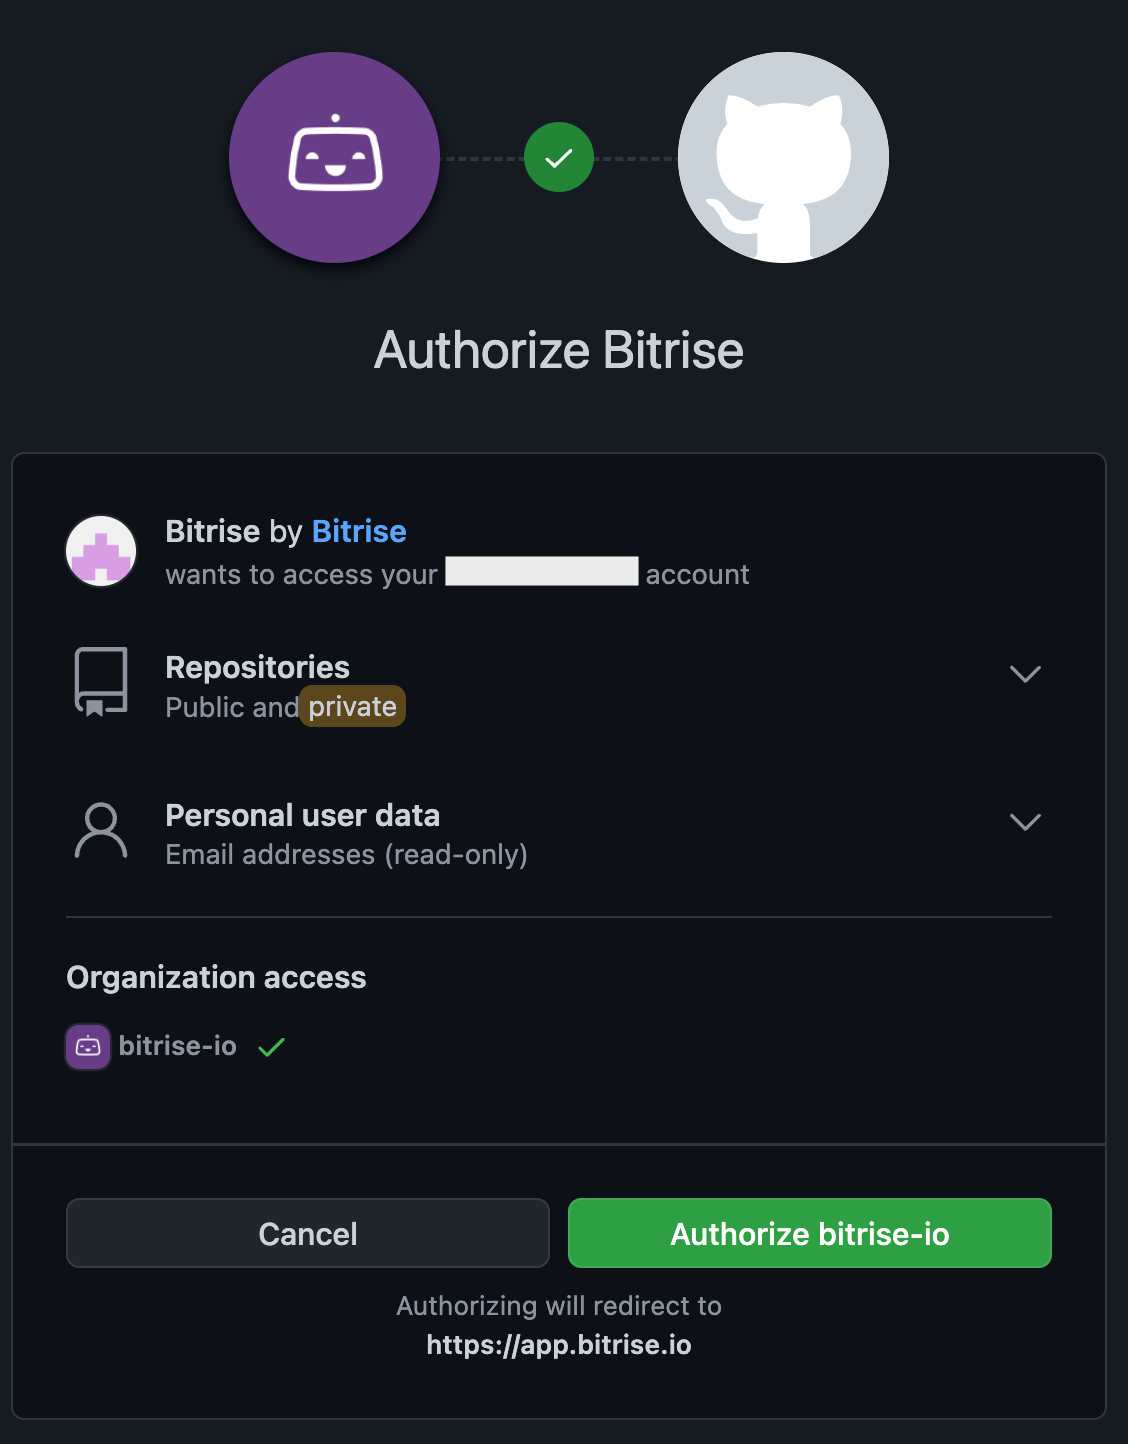 Authorize Bitrise
Bitrise by Bitrise
wants to access your account
Repositories
Public and private
Personal user data
Email addresses (read-only)
Organization access
bitrise-io
Cancel
Authorize bitrise-io
Authorizing will redirect to
https://app.bitrise.io